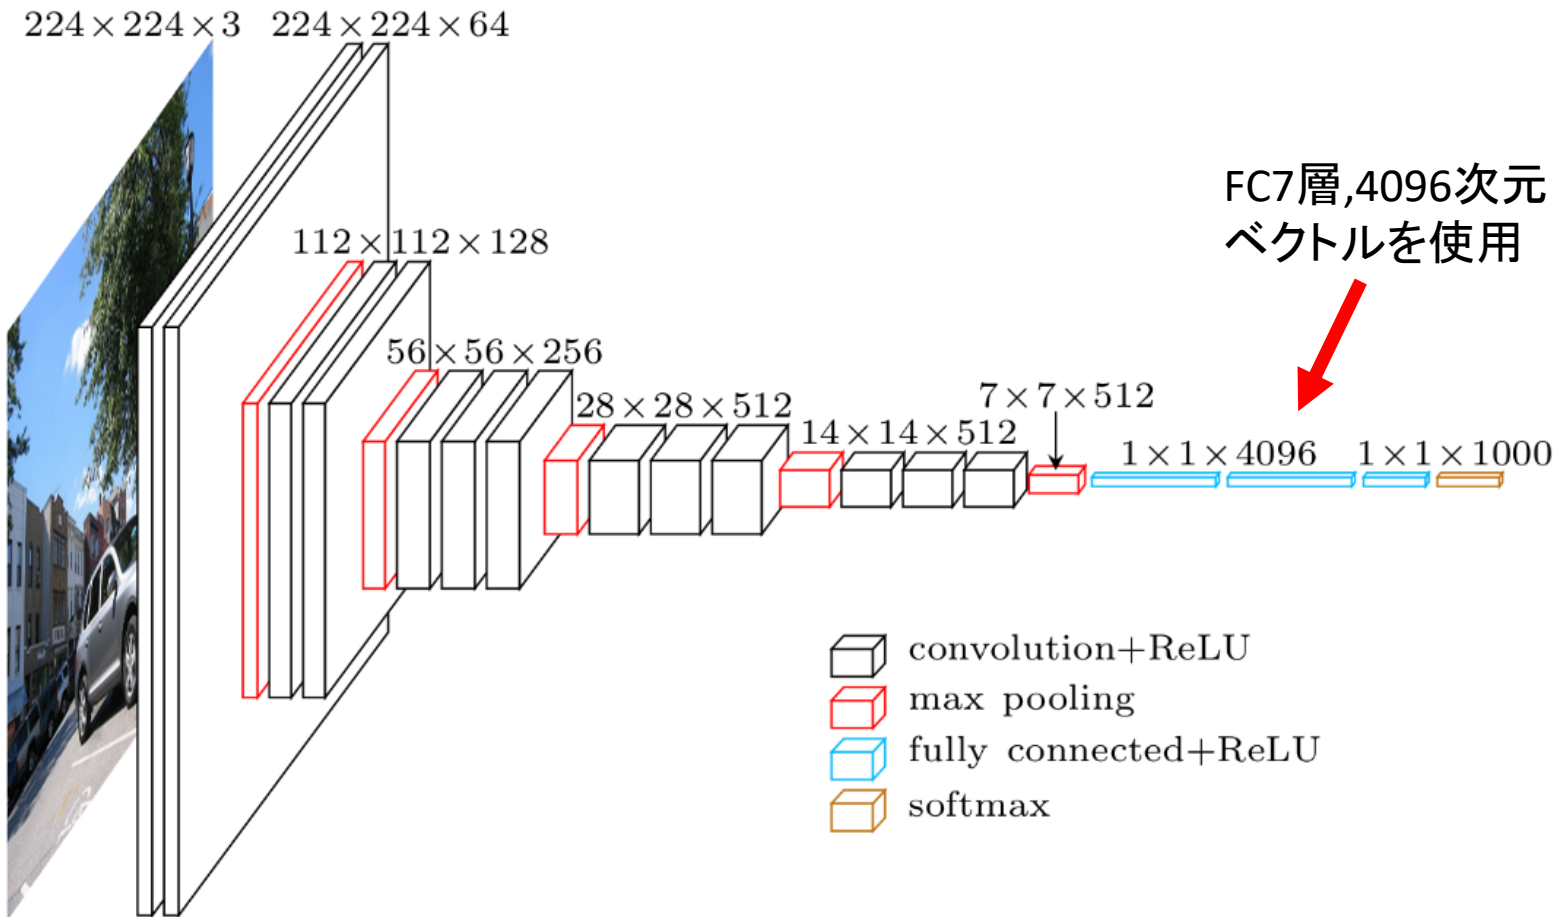 224×224×3
224×224×64
112×112×128
56×56×256
28×28×512
14×14×512
7×7×512
1×1×4096
1×1×1000
FC7層,4096次元
ベクトルを使用
convolution+ReLU
max pooling
fully connected+ReLU
softmax